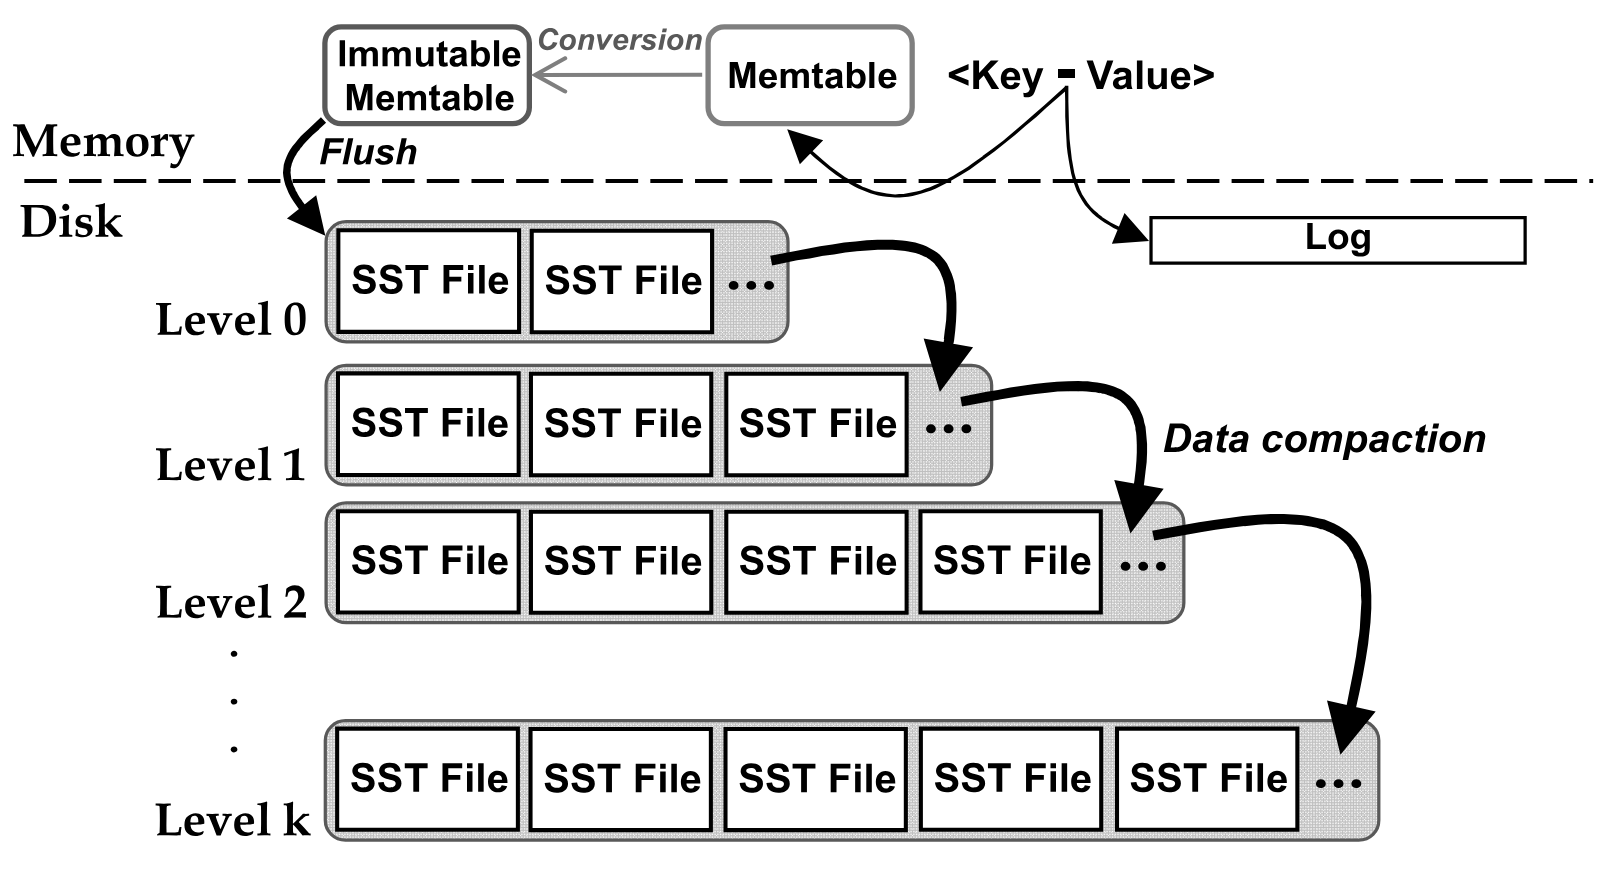 Immutable
Memtable
Conversion
Memtable
<Key - Value>
Memory
Flush
Disk
Log
SST File SST File ...
Level 0
SST File SST File SST File ...
Level 1
Data compaction
SST File SST File SST File SST File ...
Level 2
.
.
.
SST File SST File SST File SST File SST File ...
Level k